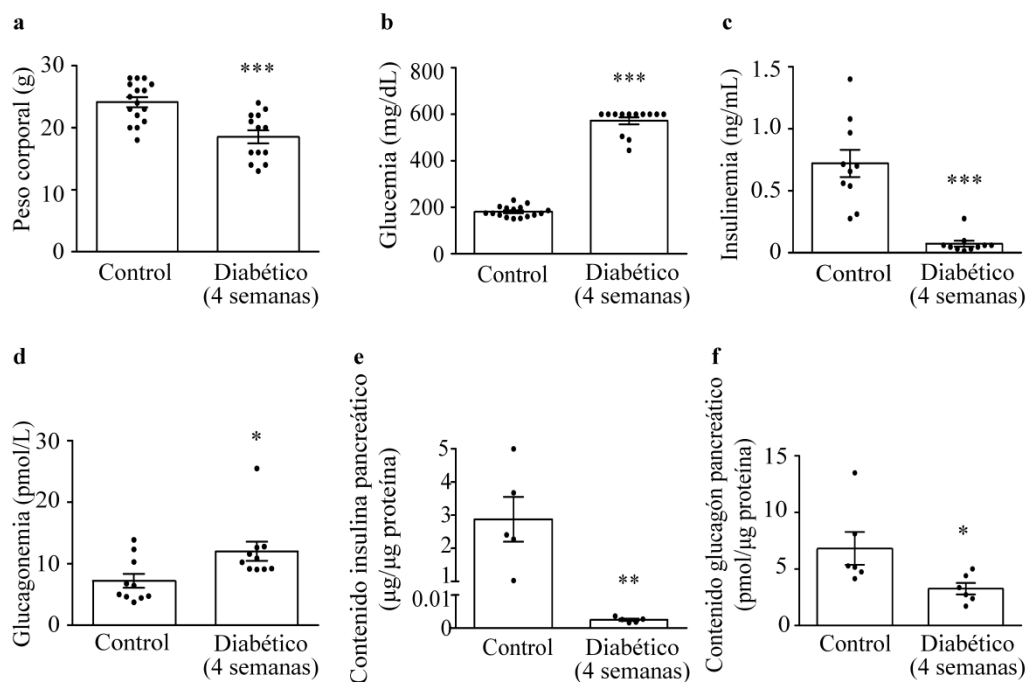 a
Peso corporal (g)
30
20
10
0
***
Control
Diabético
(4 semanas)
b
Glucemia (mg/dL)
800
600
400
200
0
***
Control
Diabético
(4 semanas)
c
Insulinemia (ng/mL)
1.5
1.0
0.5
0
***
Control
Diabético
(4 semanas)
d
Glucagonemia (pmol/L)
30
20
10
0
*
Control
Diabético
(4 semanas)
e
Contenido insulina pancreático
(µg/µg proteína)
5
4
3
2
1
0.01
0
**
Control
Diabético
(4 semanas)
f
Contenido glucagón pancreático
(pmol/µg proteína)
15
10
5
0
*
Control
Diabético
(4 semanas)